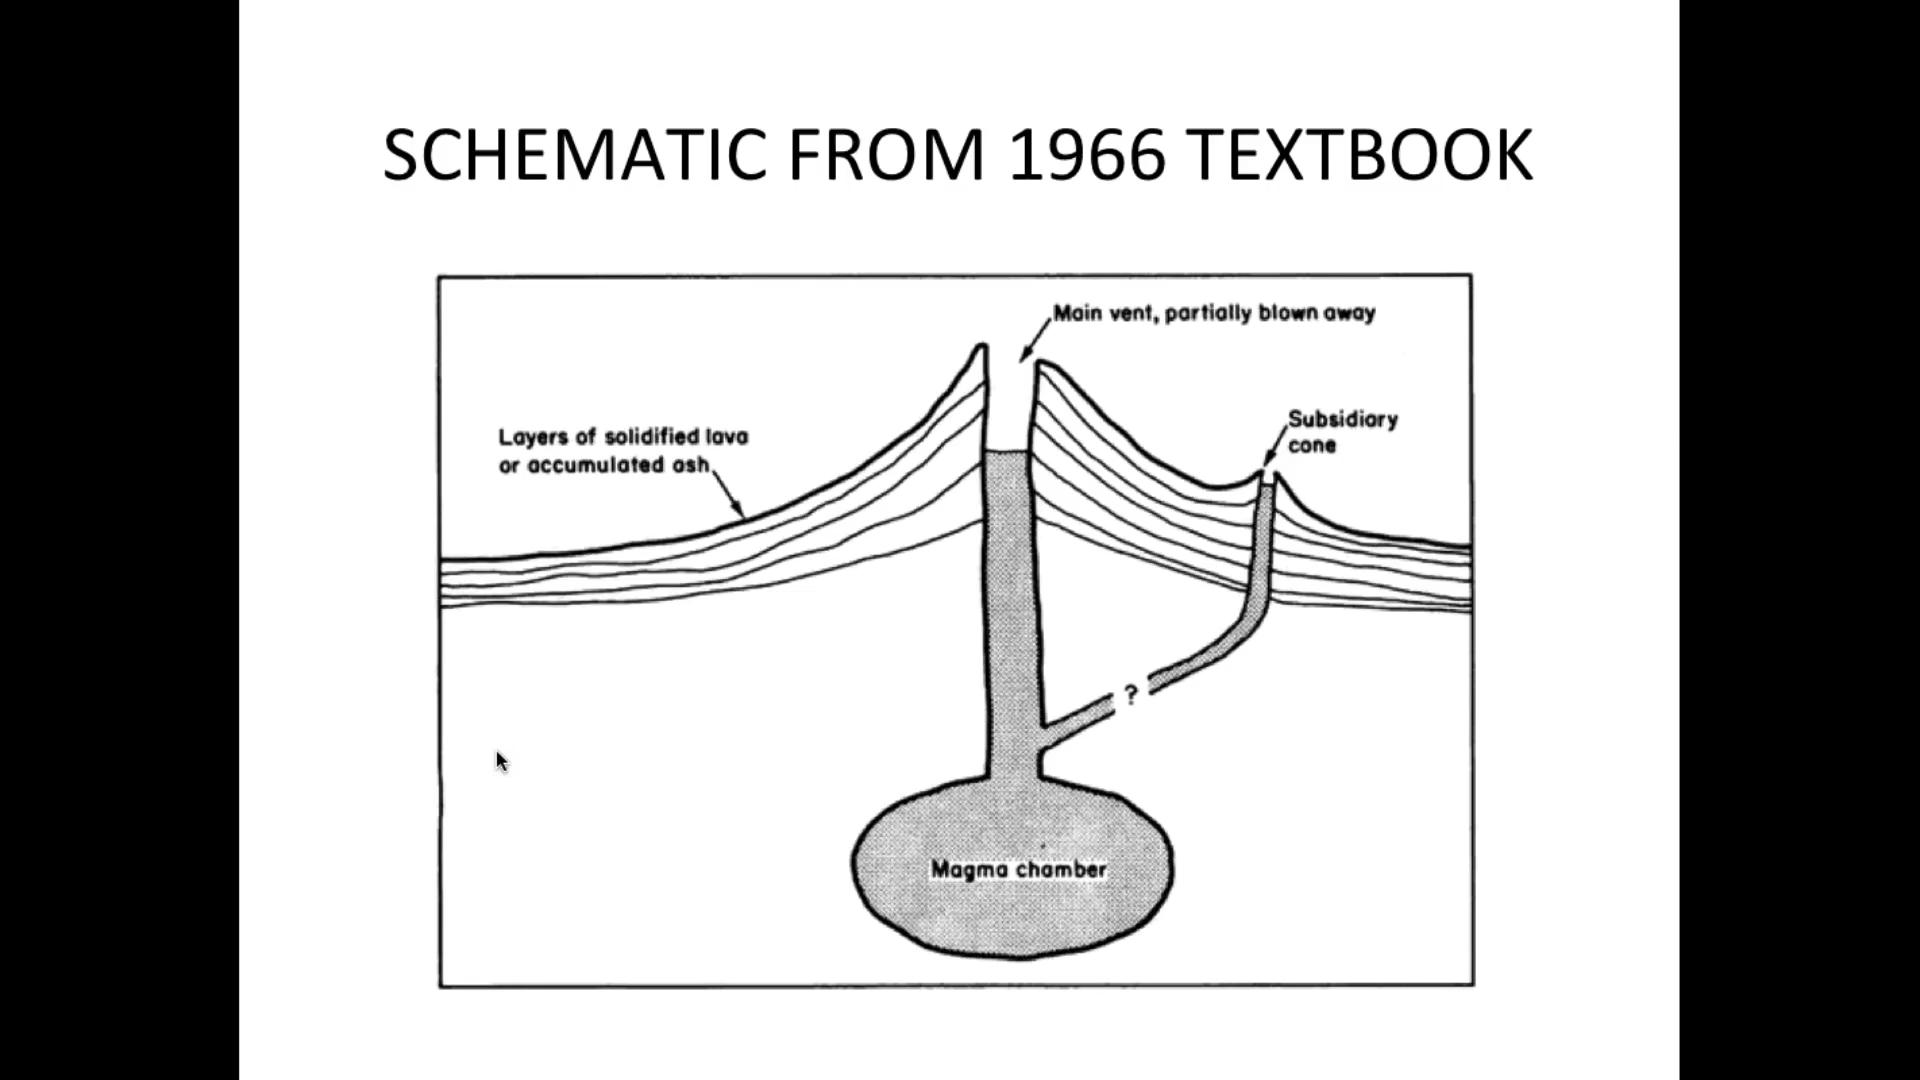 SCHEMATIC FROM 1966 TEXTBOOK
Main vent, partially blown away
Subsidiary
cone
Layers of solidified lava
or accumulated ash
?
Magma chamber